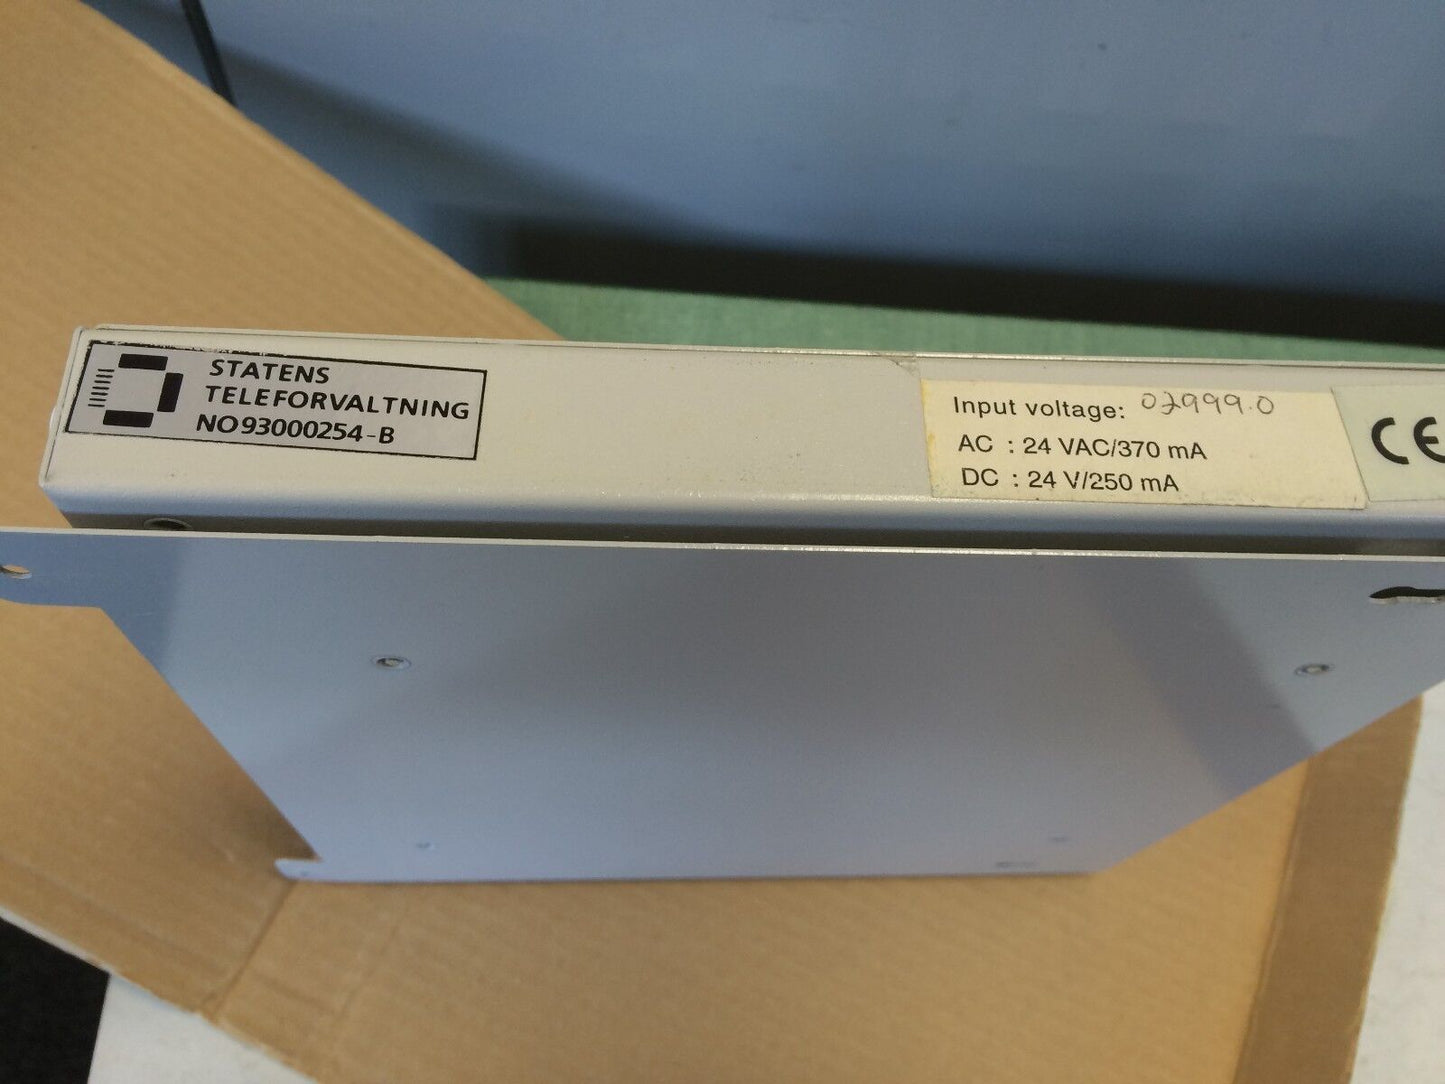 STATENS
TELEFORVALTNING
NO93000254-B
Input voltage: 02999.0
AC : 24 VAC/370 mA
DC : 24 V/250 mA
CE